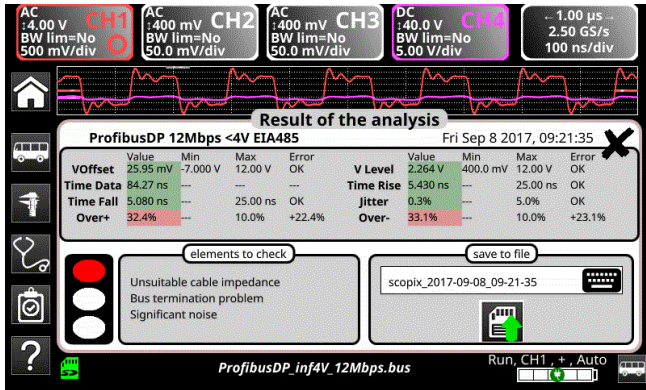 AC
↕4.00 V
BW lim=No
500 mV/div
CH1
AC
↕400 mV
BW lim=No
50.0 mV/div
CH2
AC
↕400 mV
BW lim=No
50.0 mV/div
CH3
DC
↕40.0 V
BW lim=No
5.00 V/div
CH4
←1.00 µs→
2.50 GS/s
100 ns/div
Result of the analysis
ProfibusDP 12Mbps <4V EIA485 Fri Sep 8 2017, 09:21:35
Value Min Max Error Value Min Max Error
VOffset 25.95 mV -7.000 V 12.00 V OK V Level 2.264 V 400.0 mV 12.00 V OK
Time Data 84.27 ns --- --- --- Time Rise 5.430 ns --- 25.00 ns OK
Time Fall 5.080 ns --- 25.00 ns OK Jitter 0.3% --- 5.0% OK
Over+ 32.4% --- 10.0% +22.4% Over- 33.1% --- 10.0% +23.1%
elements to check
Unsuitable cable impedance
Bus termination problem
Significant noise
save to file
scopix_2017-09-08_09-21-35
ProfibusDP_inf4V_12Mbps.bus
Run, CH1 , + , Auto